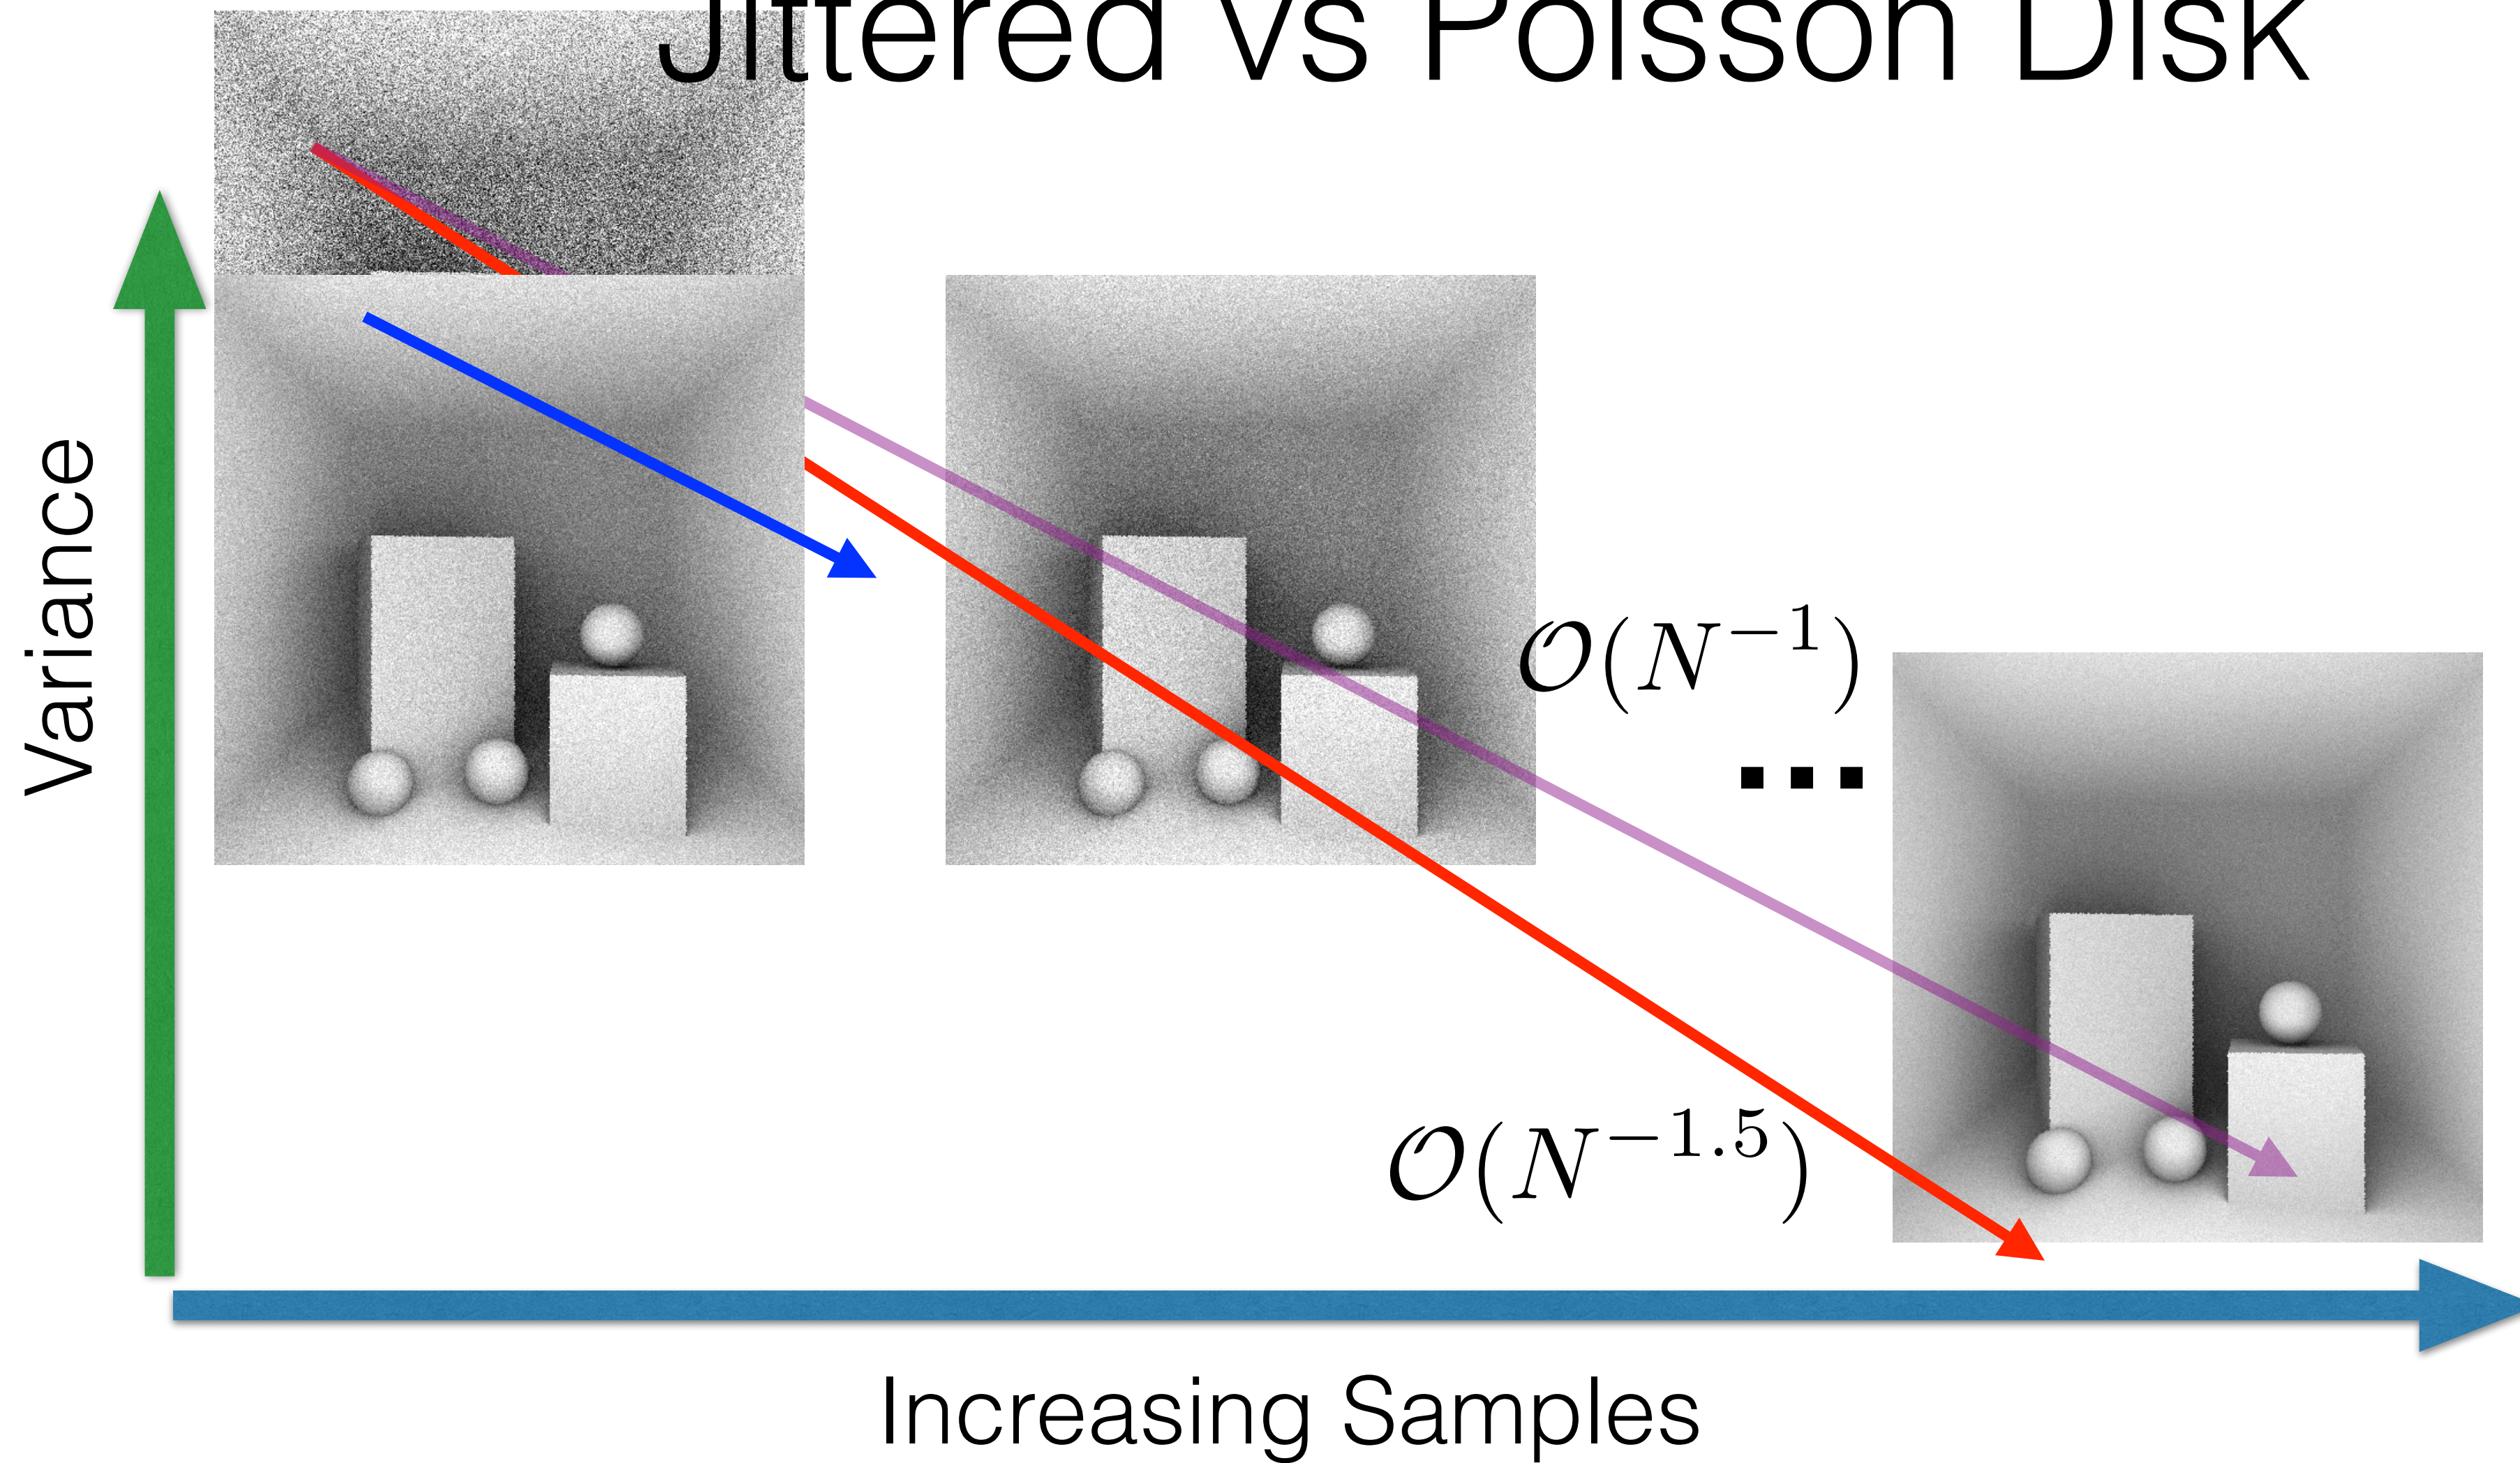 Jittered vs Poisson Disk
Variance
𝒪(N⁻¹)
...
𝒪(N⁻¹·⁵)
Increasing Samples